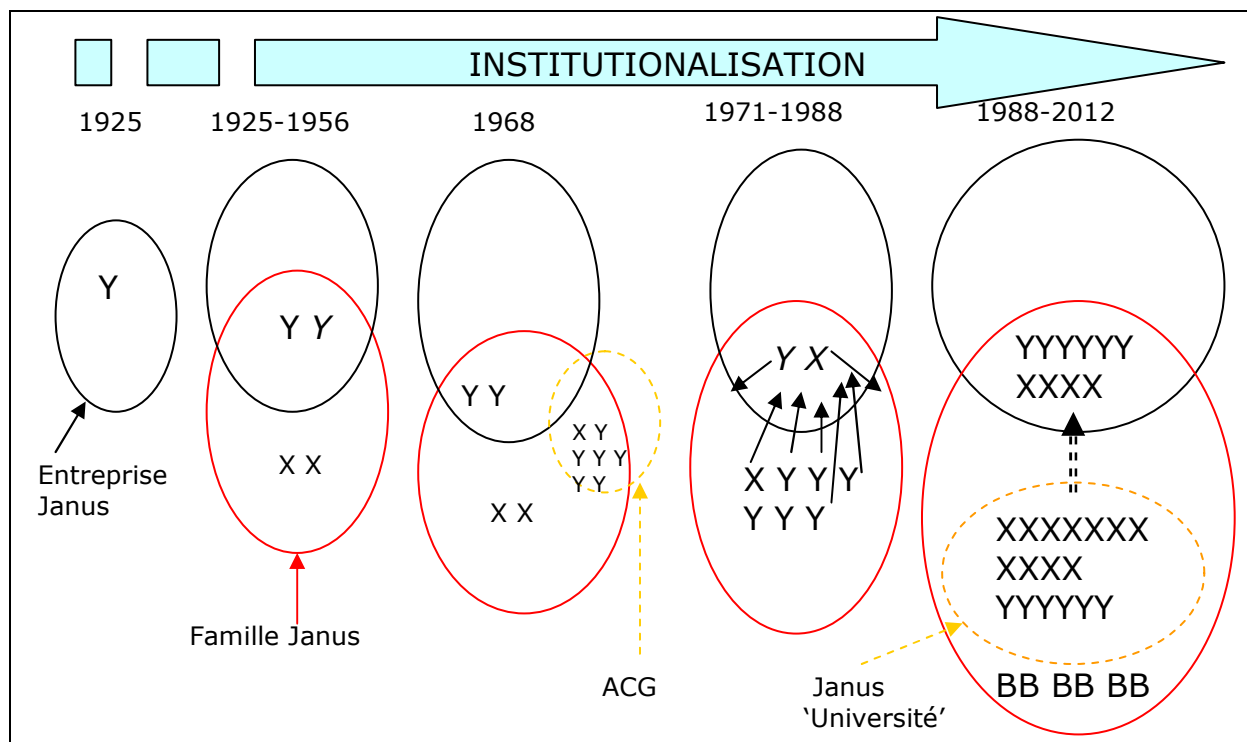 INSTITUTIONALISATION
1925
1925-1956
1968
1971-1988
1988-2012
Y
Y Y
X X
Y Y
X Y
Y Y Y
Y Y
X X
Y X
X Y Y Y
Y Y Y
YYYYYY
XXXX
XXXXXXX
XXXX
YYYYYY
BB BB BB
Entreprise
Janus
Famille Janus
ACG
Janus
‘Université’